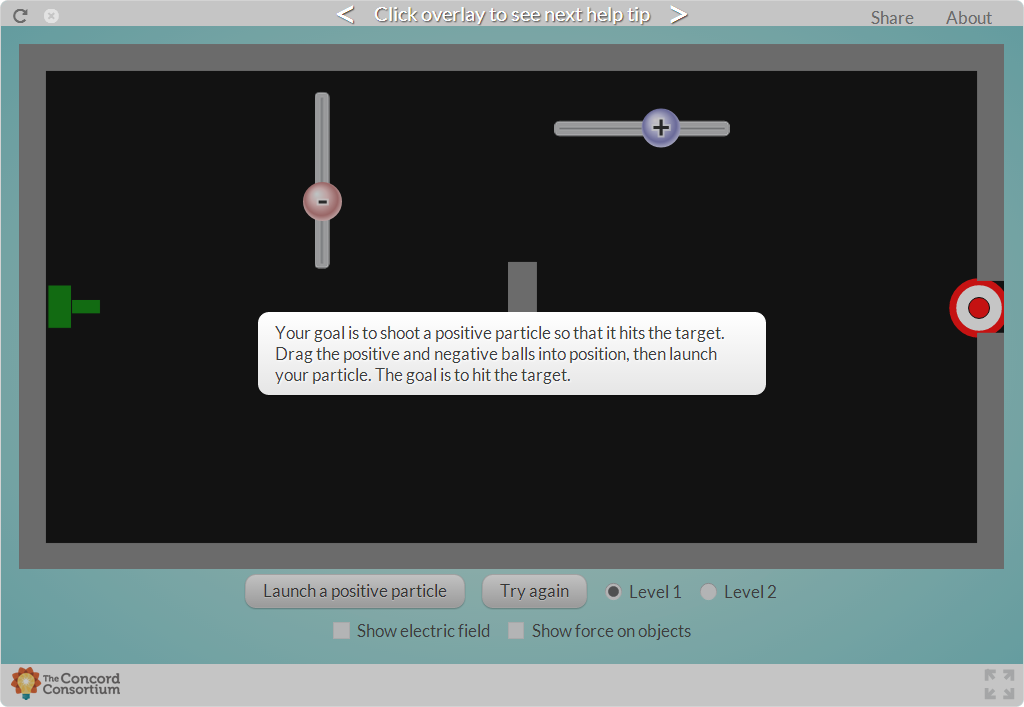 < Click overlay to see next help tip >
Share About
+
-
Your goal is to shoot a positive particle so that it hits the target.
Drag the positive and negative balls into position, then launch
your particle. The goal is to hit the target.
Launch a positive particle Try again Level 1 Level 2
Show electric field Show force on objects
The Concord
Consortium